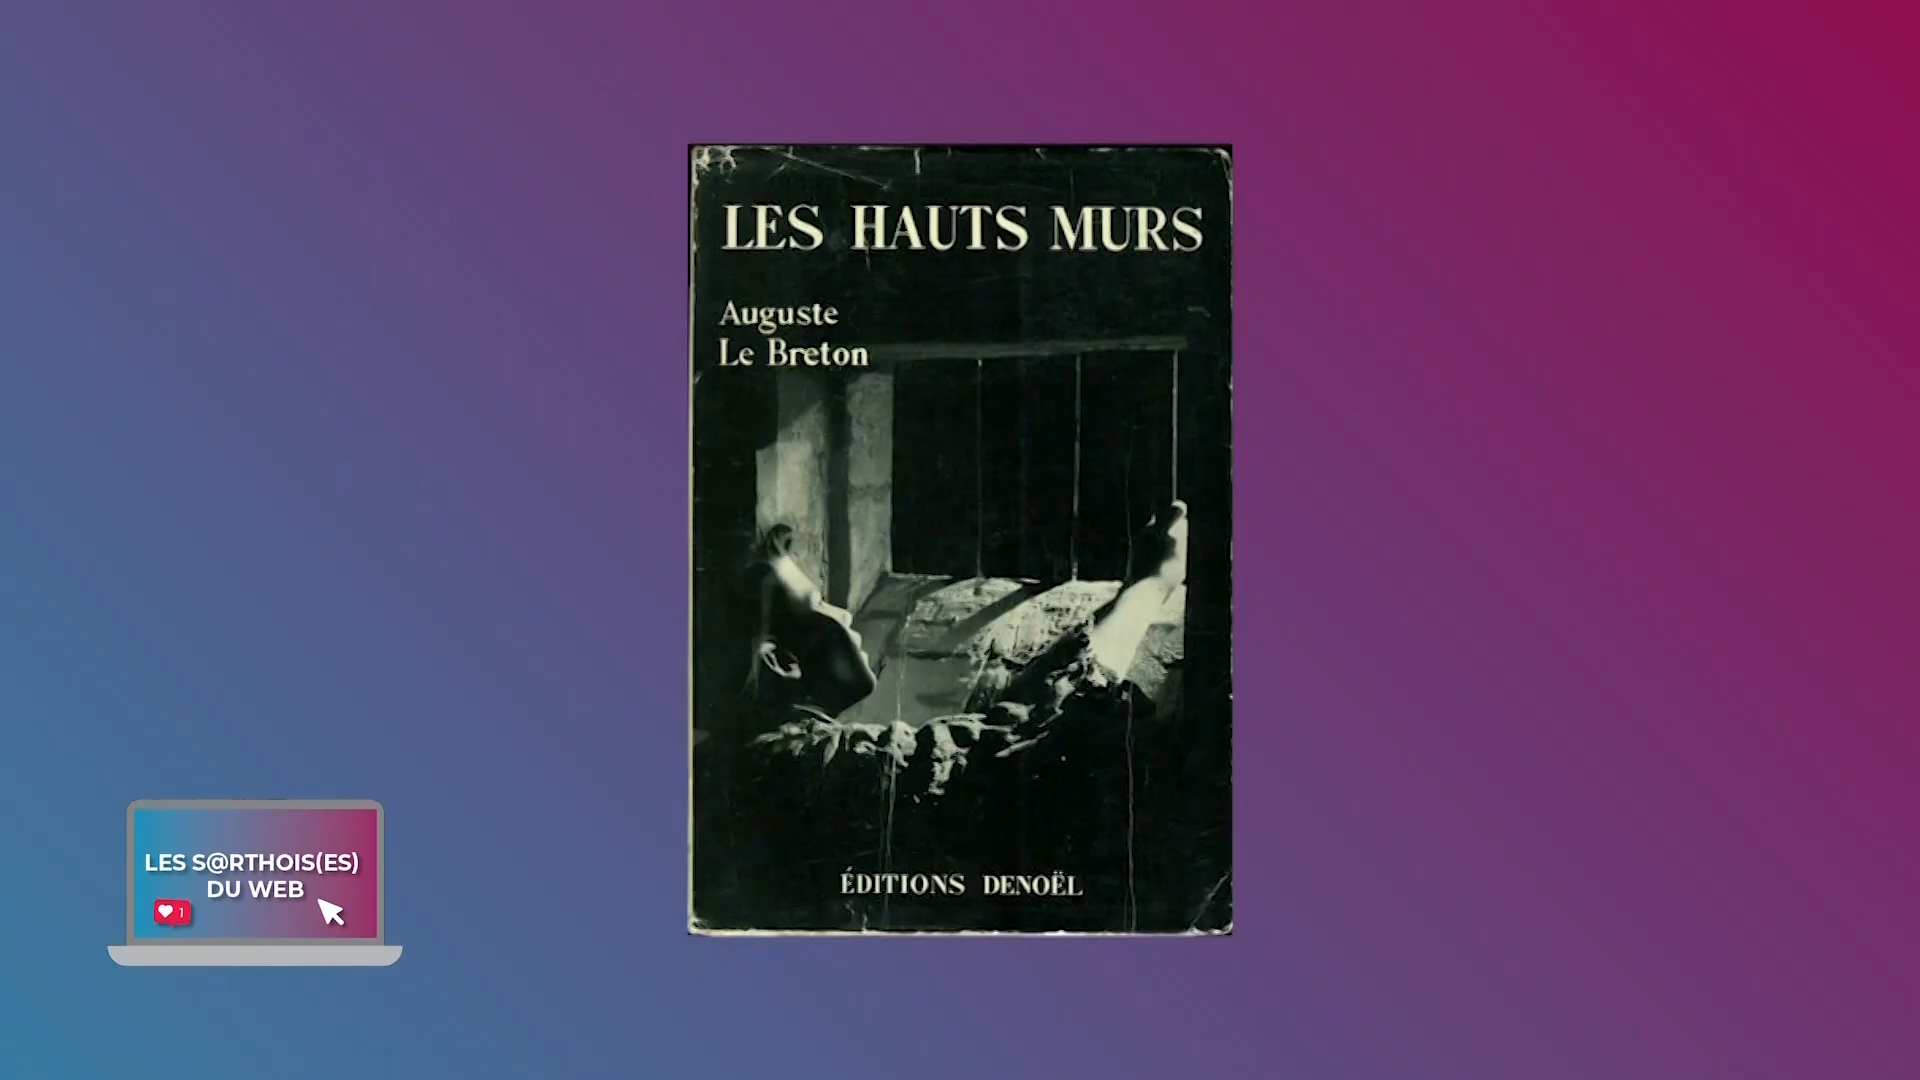 LES HAUTS MURS
Auguste
Le Breton
ÉDITIONS DENOËL
LES S@RTHOIS(ES)
DU WEB
1